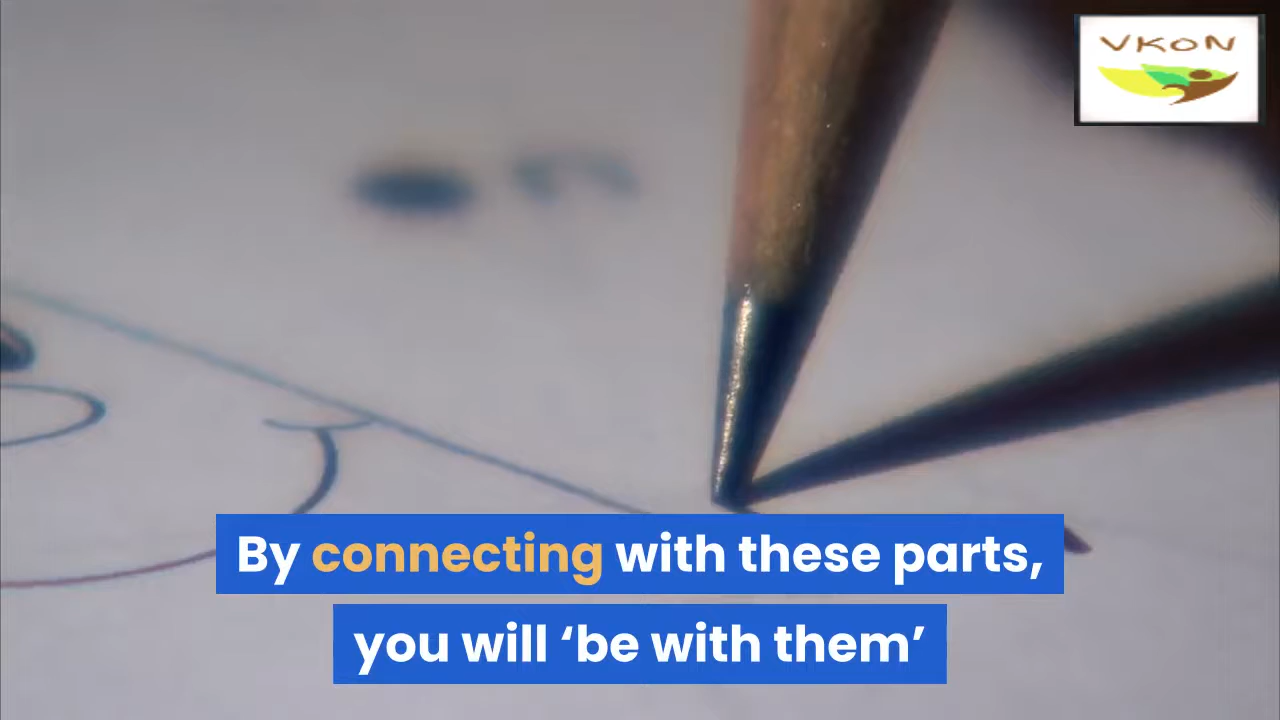 VKON
By connecting with these parts,
you will ‘be with them’